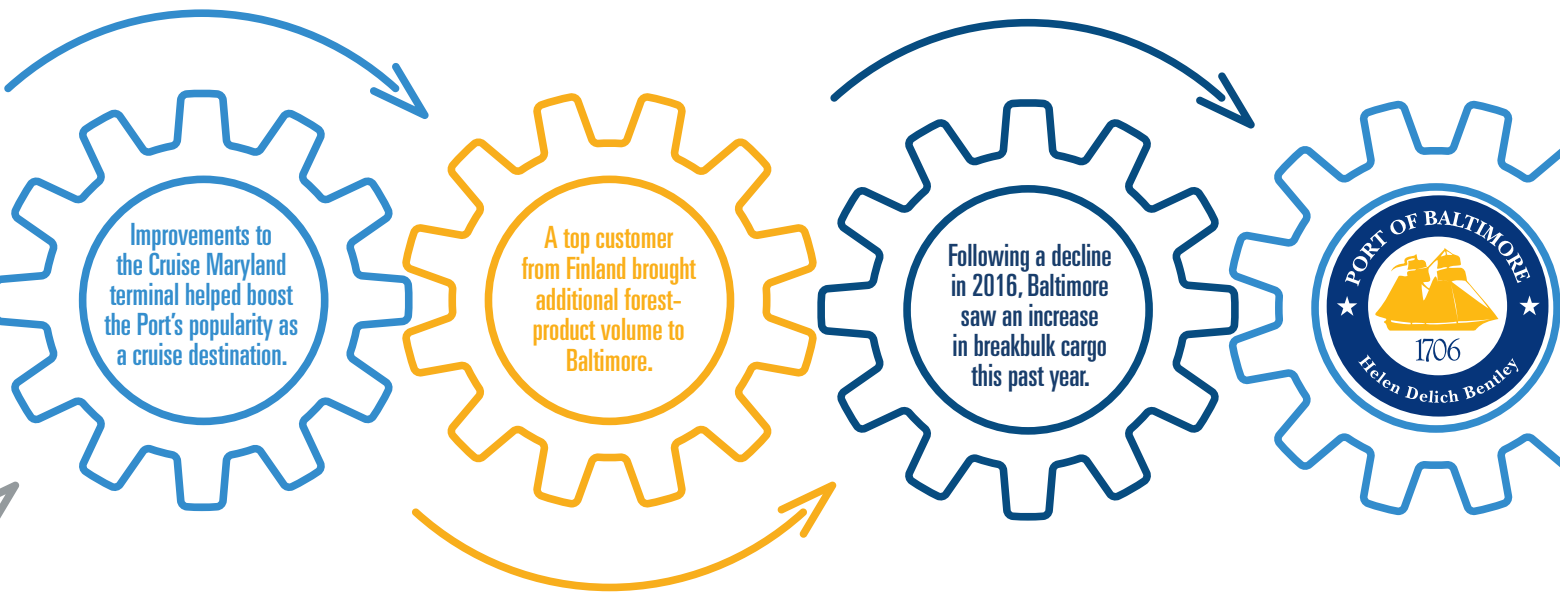 Improvements to
the Cruise Maryland
terminal helped boost
the Port’s popularity as
a cruise destination.
A top customer
from Finland brought
additional forest-
product volume to
Baltimore.
Following a decline
in 2016, Baltimore
saw an increase
in breakbulk cargo
this past year.
PORT OF BALTIMORE
1706
Helen Delich Bentley